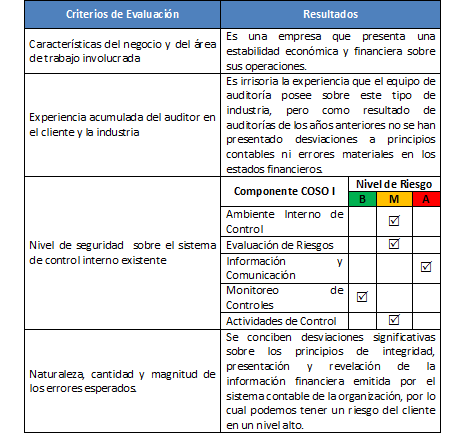 Criterios de Evaluación
Resultados
Características del negocio y del área
de trabajo involucrada
Es una empresa que presenta una
estabilidad económica y financiera sobre
sus operaciones.
Experiencia acumulada del auditor en
el cliente y la industria
Es irrisoria la experiencia que el equipo de
auditoría posee sobre este tipo de
industria, pero como resultado de
auditorías de los años anteriores no se han
presentado desviaciones a principios
contables ni errores materiales en los
estados financieros.
Nivel de seguridad sobre el sistema
de control interno existente
Componente COSO I
Nivel de Riesgo
B M A
Ambiente Interno de
Control
Evaluación de Riesgos
Información y
Comunicación
Monitoreo de
Controles
Actividades de Control
Naturaleza, cantidad y magnitud de
los errores esperados.
Se conciben desviaciones significativas
sobre los principios de integridad,
presentación y revelación de la
información financiera emitida por el
sistema contable de la organización, por lo
cual podemos tener un riesgo del cliente
en un nivel alto.